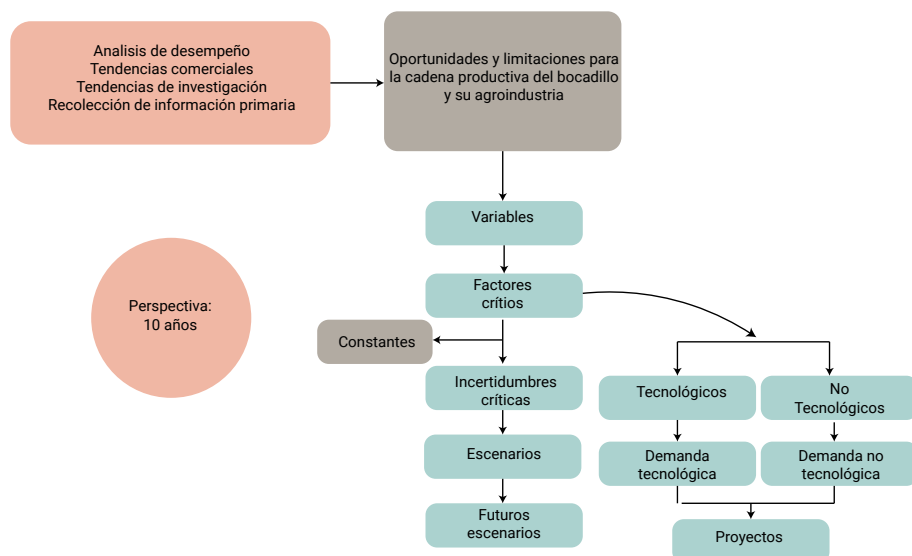 Analisis de desempeño
Tendencias comerciales
Tendencias de investigación
Recolección de información primaria
Oportunidades y limitaciones para
la cadena productiva del bocadillo
y su agroindustria
Variables
Factores
crítios
Perspectiva:
10 años
Constantes
Incertidumbres
críticas
Tecnológicos
No
Tecnológicos
Escenarios
Demanda
tecnológica
Demanda no
tecnológica
Futuros
escenarios
Proyectos